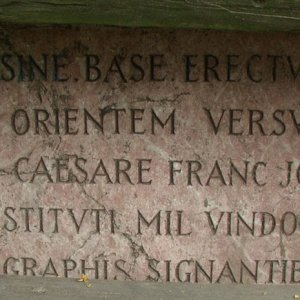 SINE.BASE.ERECTV
ORIENTEM VERSV
CAESARE FRANC JO
STITVTI MIL VINDO
GRAPHIS SIGNANTIE